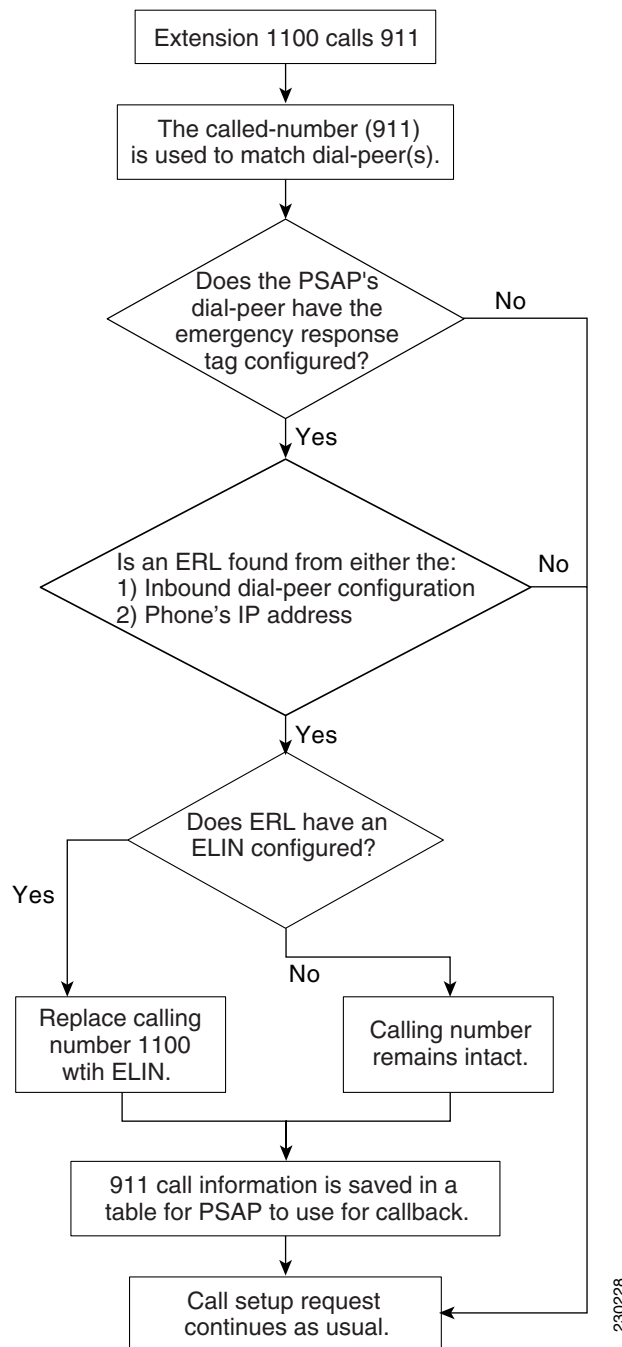 Extension 1100 calls 911
The called-number (911)
is used to match dial-peer(s).
Does the PSAP's
dial-peer have the
emergency response
tag configured?
No
Yes
Is an ERL found from either the:
1) Inbound dial-peer configuration
2) Phone's IP address
No
Yes
Does ERL have an
ELIN configured?
Yes
No
Replace calling
number 1100
wtih ELIN.
Calling number
remains intact.
911 call information is saved in a
table for PSAP to use for callback.
Call setup request
continues as usual.
230228